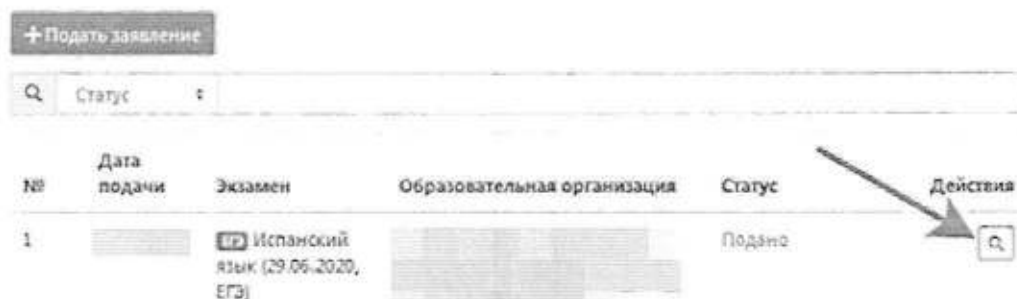 +Подать заявление
Статус
№ Дата подачи Экзамен Образовательная организация Статус Действия
1 Испанский Подано
язык (29.06.2020,
ЕГЭ)